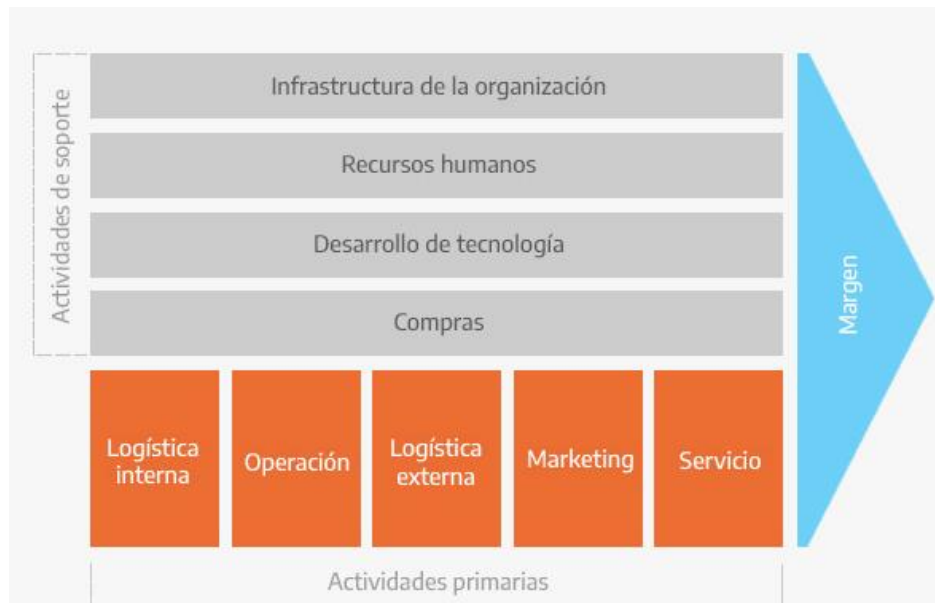 Actividades de soporte
Infrastructura de la organización
Recursos humanos
Desarrollo de tecnología
Compras
Logística
interna
Operación
Logística
externa
Marketing
Servicio
Margen
Actividades primarias